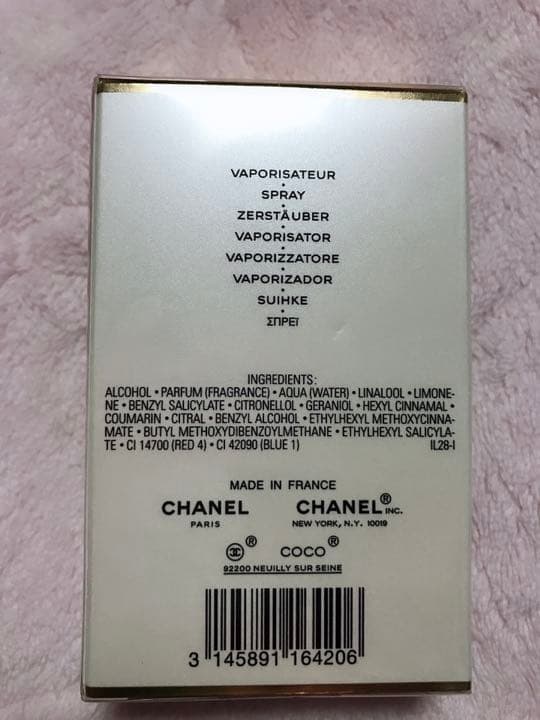 VAPORISATEUR
SPRAY
ZERSTÄUBER
VAPORISATOR
VAPORIZZATORE
VAPORIZADOR
SUIHKE
ΣΠΡΕΪ
INGREDIENTS:
ALCOHOL • PARFUM (FRAGRANCE) • AQUA (WATER) • LINALOOL • LIMONE-
NE • BENZYL SALICYLATE • CITRONELLOL • GERANIOL • HEXYL CINNAMAL •
COUMARIN • CITRAL • BENZYL ALCOHOL • ETHYLHEXYL METHOXYCINNA-
MATE • BUTYL METHOXYDIBENZOYLMETHANE • ETHYLHEXYL SALICYLA-
TE • CI 14700 (RED 4) • CI 42090 (BLUE 1) IL28-I
MADE IN FRANCE
CHANEL CHANEL® INC.
PARIS NEW YORK, N.Y. 10019
® COCO®
92200 NEUILLY SUR SEINE
3 145891 164206